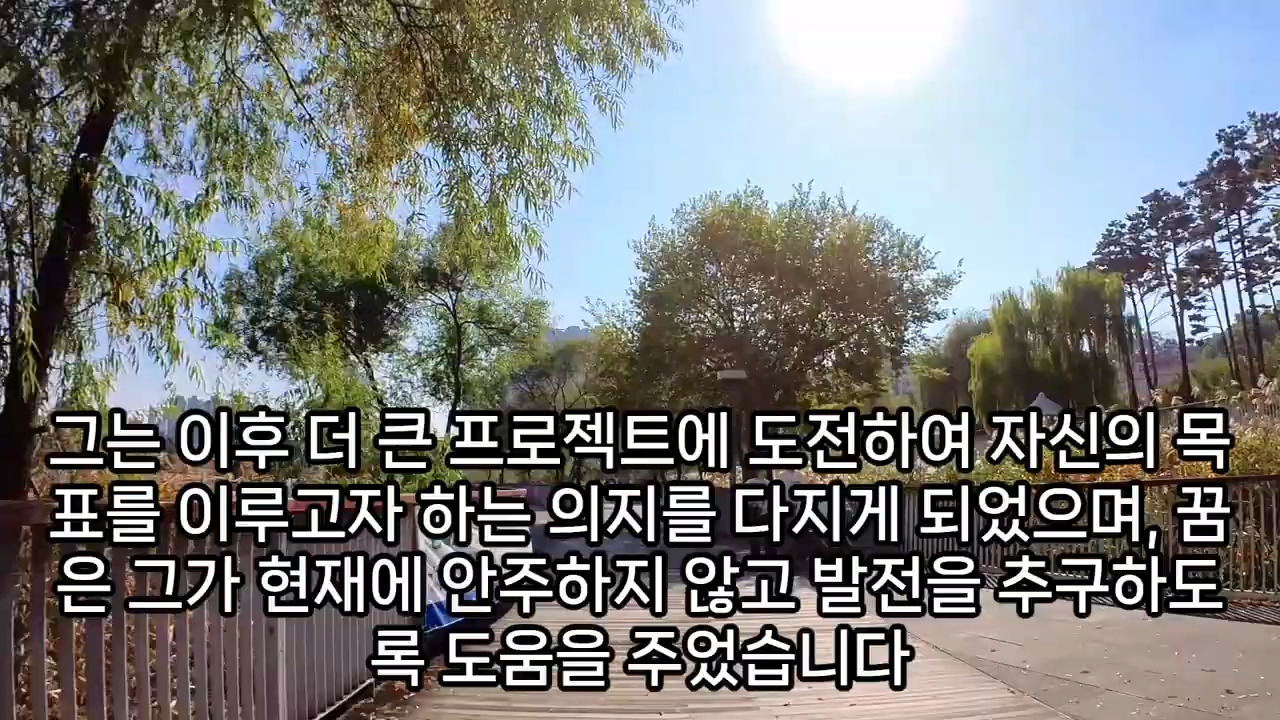 그는 이후 더 큰 프로젝트에 도전하여 자신의 목
표를 이루고자 하는 의지를 다지게 되었으며, 꿈
은 그가 현재에 안주하지 않고 발전을 추구하도
록 도움을 주었습니다